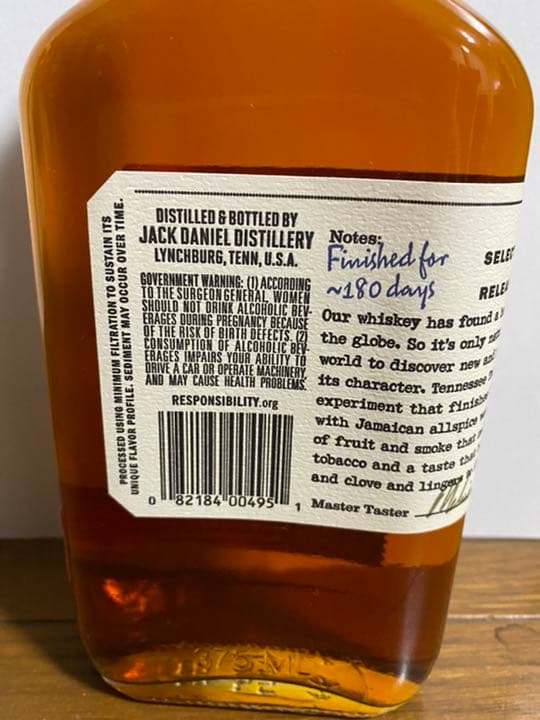 PROCESSED USING MINIMUM FILTRATION TO SUSTAIN ITS
UNIQUE FLAVOR PROFILE. SEDIMENT MAY OCCUR OVER TIME.
DISTILLED & BOTTLED BY
JACK DANIEL DISTILLERY
LYNCHBURG, TENN, U.S.A.
GOVERNMENT WARNING: (1) ACCORDING
TO THE SURGEON GENERAL, WOMEN
SHOULD NOT DRINK ALCOHOLIC BEV-
ERAGES DURING PREGNANCY BECAUSE
OF THE RISK OF BIRTH DEFECTS. (2)
CONSUMPTION OF ALCOHOLIC BEV-
ERAGES IMPAIRS YOUR ABILITY TO
DRIVE A CAR OR OPERATE MACHINERY,
AND MAY CAUSE HEALTH PROBLEMS.
RESPONSIBILITY.org
0 82184 00495 1
Notes:
Finished for
~180 days
SELEC
RELEA
Our whiskey has found a
the globe. So it's only
world to discover new and
its character. Tennessee
experiment that finishe
with Jamaican allspice
of fruit and smoke that
tobacco and a taste tha
and clove and lingers
Master Taster
375 ML